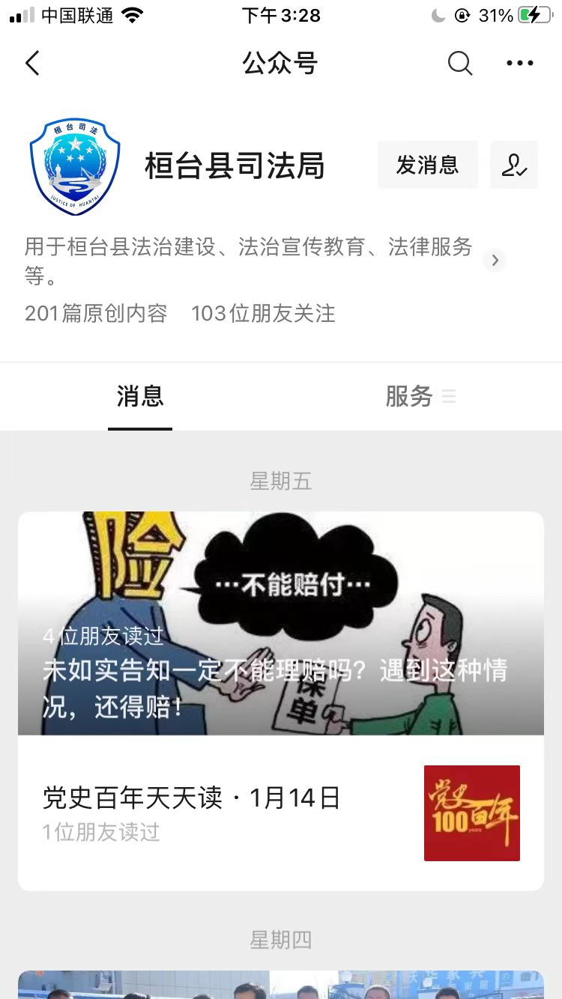 中国联通
下午3:28
31%
公众号
桓台司法
JUSTICE OF HUANTAI
桓台县司法局
发消息
用于桓台县法治建设、法治宣传教育、法律服务
等。
201篇原创内容 103位朋友关注
消息
服务
星期五
险
···不能赔付···
保单
4位朋友读过
未如实告知一定不能理赔吗？遇到这种情
况，还得赔！
党史百年天天读·1月14日
1位朋友读过
党史
100百年
years
星期四